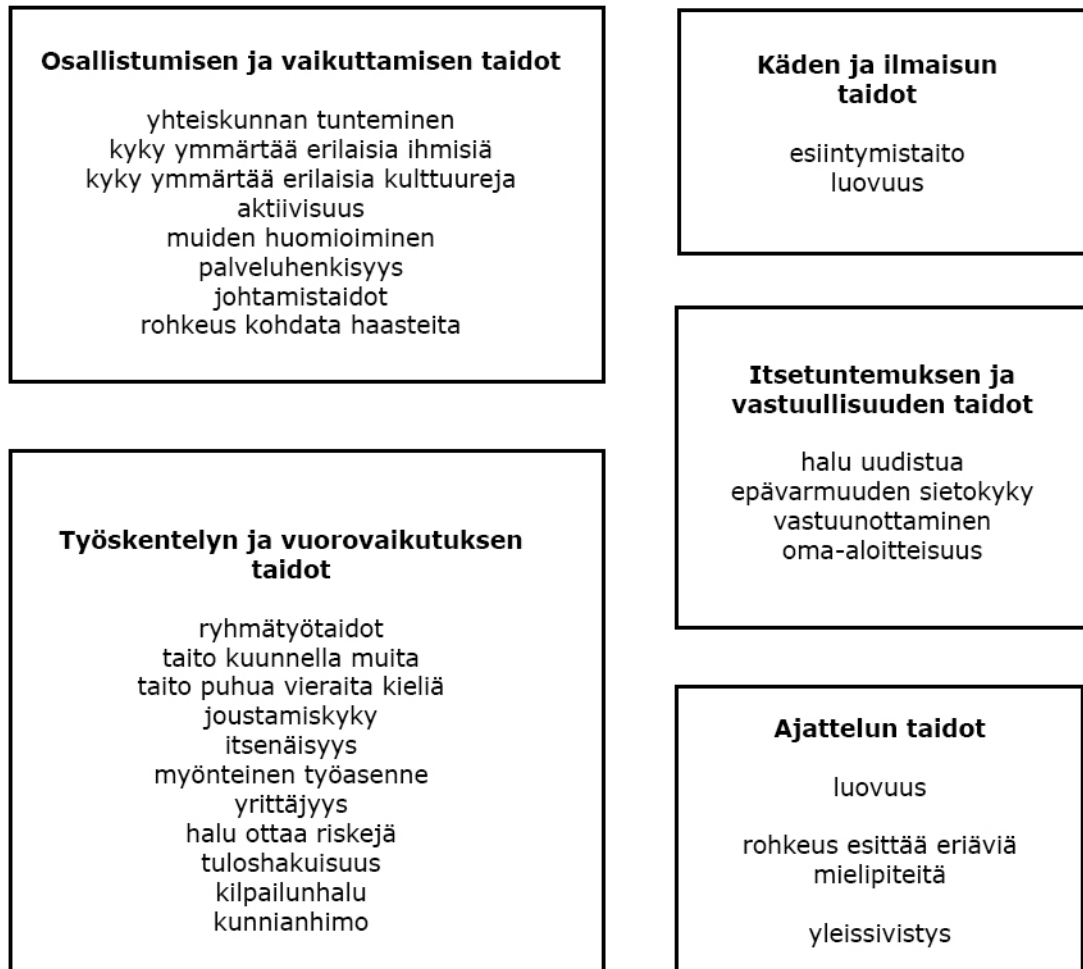 Osallistumisen ja vaikuttamisen taidot
yhteiskunnan tunteminen
kyky ymmärtää erilaisia ihmisiä
kyky ymmärtää erilaisia kulttuureja
aktiivisuus
muiden huomioiminen
palveluhenkisyys
johtamistaidot
rohkeus kohdata haasteita
Käden ja ilmaisun
taidot
esiintymistaito
luovuus
Itsetuntemuksen ja
vastuullisuuden taidot
halu uudistua
epävarmuuden sietokyky
vastuunottaminen
oma-aloitteisuus
Työskentelyn ja vuorovaikutuksen
taidot
ryhmätyötaidot
taito kuunnella muita
taito puhua vieraita kieliä
joustamiskyky
itsenäisyys
myönteinen työasenne
yrittäjyys
halu ottaa riskejä
tuloshakuisuus
kilpailunhalu
kunnianhimo
Ajattelun taidot
luovuus
rohkeus esittää eriäviä
mielipiteitä
yleissivistys